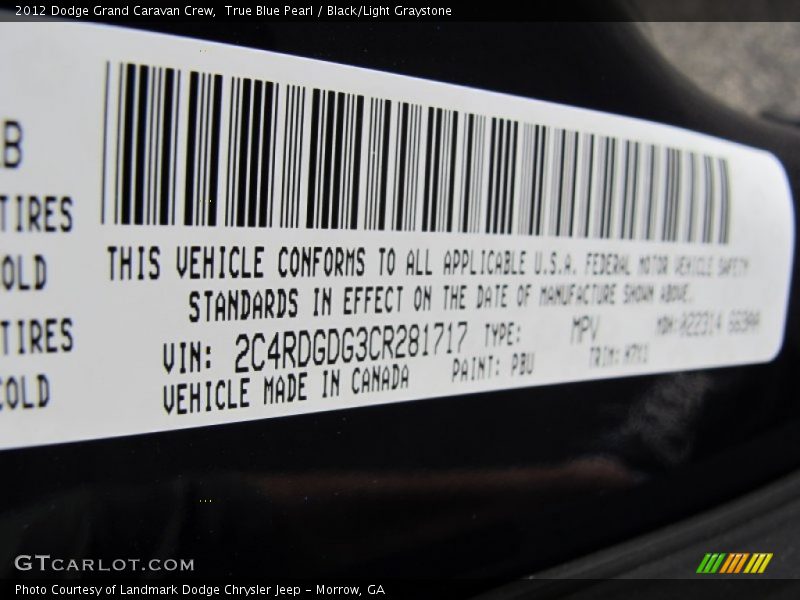 2012 Dodge Grand Caravan Crew,  True Blue Pearl / Black/Light Graystone
B
TIRES
OLD
TIRES
COLD
THIS VEHICLE CONFORMS TO ALL APPLICABLE U.S.A. FEDERAL MOTOR VEHICLE SAFETY
STANDARDS IN EFFECT ON THE DATE OF MANUFACTURE SHOWN ABOVE.
VIN: 2C4RDGDG3CR281717 TYPE: MPV MDH:
VEHICLE MADE IN CANADA PAINT: PBU TRIM:
GTCARLOT.COM
Photo Courtesy of Landmark Dodge Chrysler Jeep – Morrow, GA